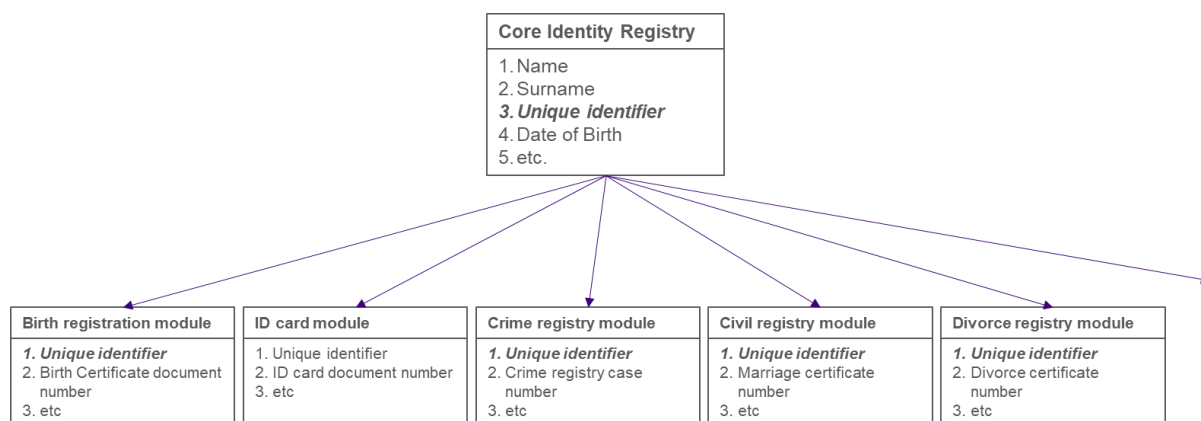 Core Identity Registry
1. Name
2. Surname
3. Unique identifier
4. Date of Birth
5. etc.
Birth registration module
1. Unique identifier
2. Birth Certificate document
number
3. etc
ID card module
1. Unique identifier
2. ID card document number
3. etc
Crime registry module
1. Unique identifier
2. Crime registry case
number
3. etc
Civil registry module
1. Unique identifier
2. Marriage certificate
number
3. etc
Divorce registry module
1. Unique identifier
2. Divorce certificate
number
3. etc